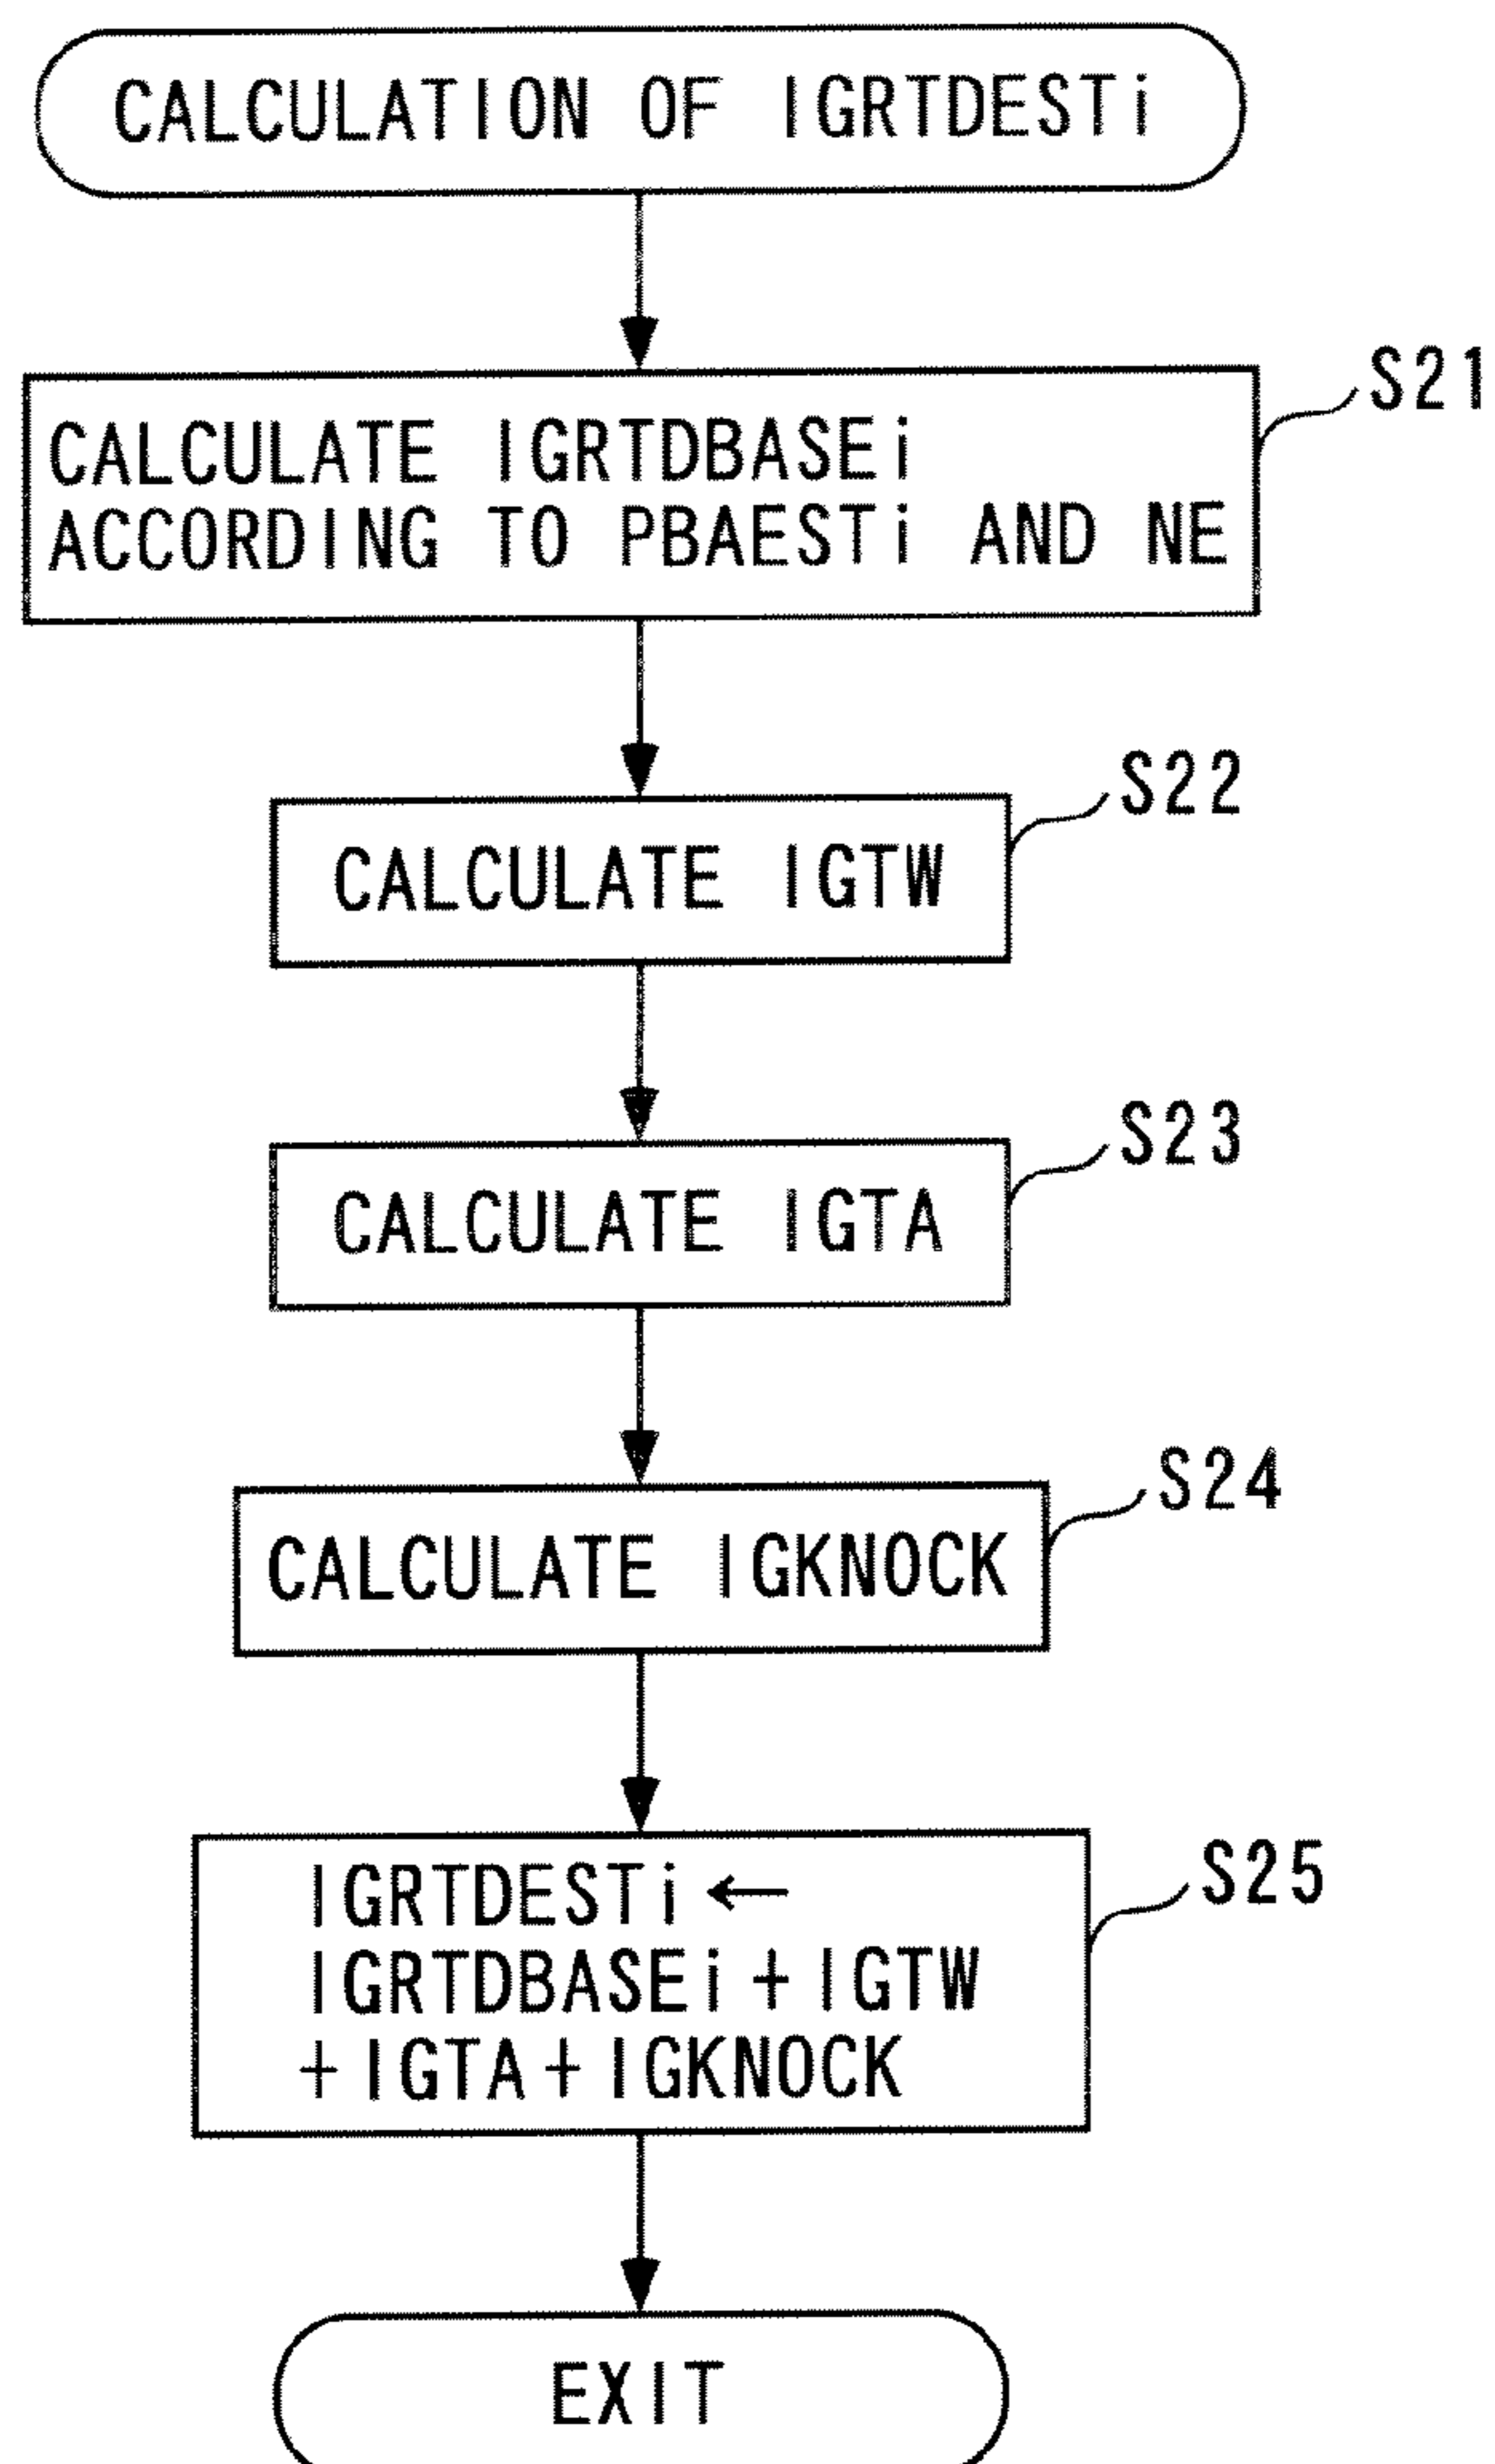 CALCULATION OF IGRTDESTi
S21
CALCULATE IGRTDBASEi
ACCORDING TO PBAESTi AND NE
S22
CALCULATE IGTW
S23
CALCULATE IGTA
S24
CALCULATE IGKNOCK
S25
IGRTDESTi ←
IGRTDBASEi + IGTW
+ IGTA + IGKNOCK
EXIT